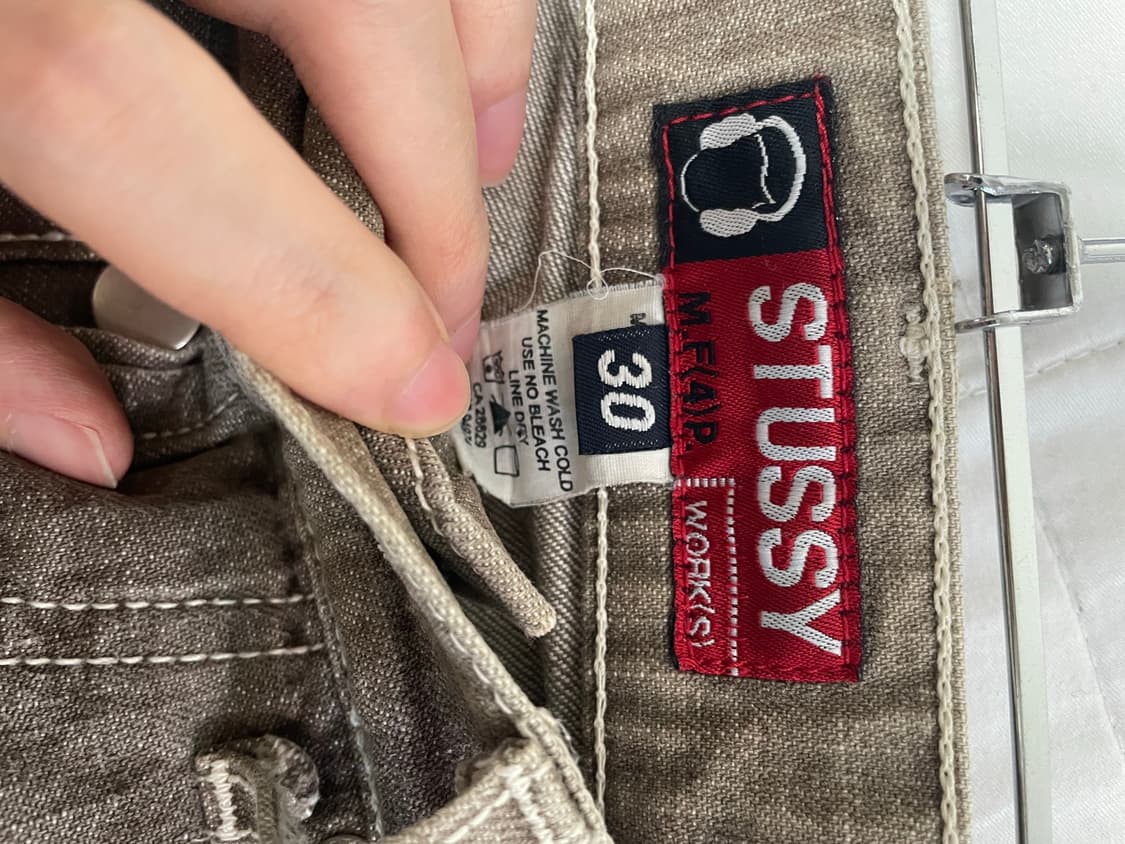 STUSSY
M.F(4)P.
WORK(S)
30
MACHINE WASH COLD
USE NO BLEACH
LINE DRY